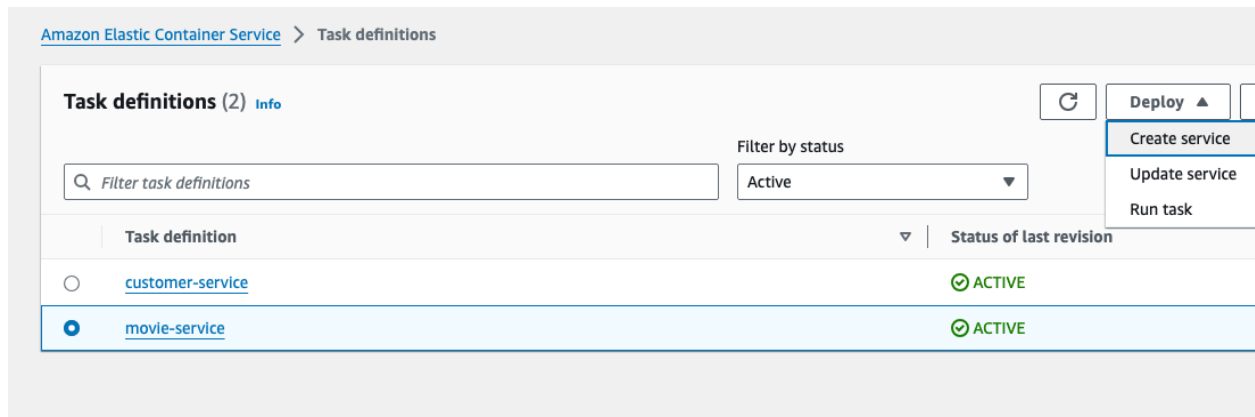 Amazon Elastic Container Service > Task definitions
Task definitions (2) Info
Deploy ▲
Create service
Update service
Run task
Filter by status
Filter task definitions
Active
Task definition
Status of last revision
customer-service
ACTIVE
movie-service
ACTIVE